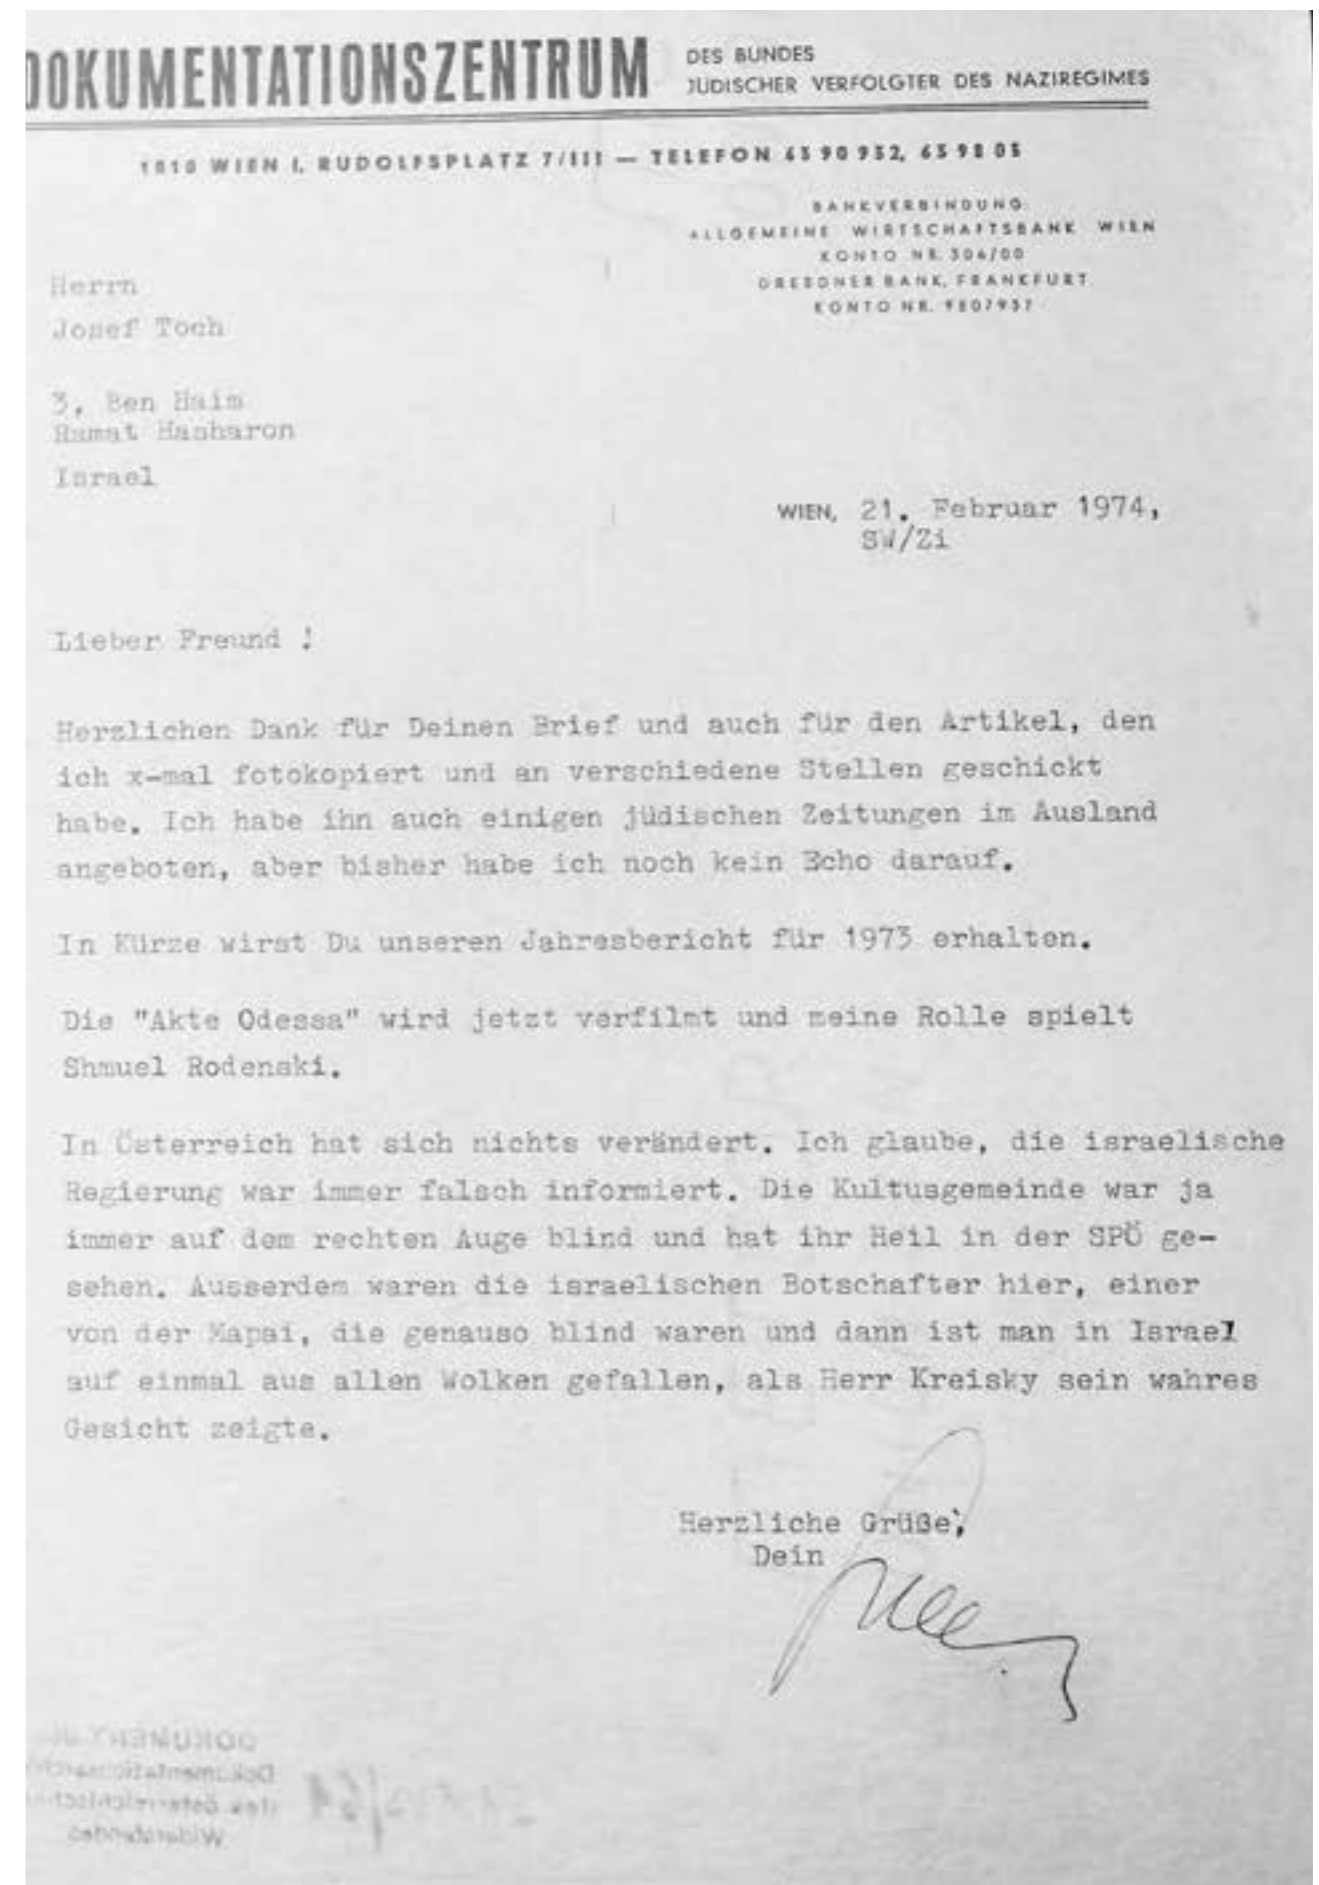 DOKUMENTATIONSZENTRUM
DES BUNDES
JÜDISCHER VERFOLGTER DES NAZIREGIMES
1010 WIEN I, RUDOLFSPLATZ 7/III — TELEFON 63 90 932, 63 98 05
BANKVERBINDUNG:
ALLGEMEINE WIRTSCHAFTSBANK WIEN
KONTO NR. 306/00
DRESDNER BANK, FRANKFURT
KONTO NR. 9807957
Herrn
Josef Toch
3, Ben Haim
Ramat Hasharon
Israel
WIEN, 21. Februar 1974,
SW/Zi
Lieber Freund !
Herzlichen Dank für Deinen Brief und auch für den Artikel, den
ich x-mal fotokopiert und an verschiedene Stellen geschickt
habe. Ich habe ihn auch einigen jüdischen Zeitungen im Ausland
angeboten, aber bisher habe ich noch kein Echo darauf.
In Kürze wirst Du unseren Jahresbericht für 1973 erhalten.
Die "Akte Odessa" wird jetzt verfilmt und meine Rolle spielt
Shmuel Rodenski.
In Österreich hat sich nichts verändert. Ich glaube, die israelische
Regierung war immer falsch informiert. Die Kultusgemeinde war ja
immer auf dem rechten Auge blind und hat ihr Heil in der SPÖ ge-
sehen. Ausserdem waren die israelischen Botschafter hier, einer
von der Mapai, die genauso blind waren und dann ist man in Israel
auf einmal aus allen Wolken gefallen, als Herr Kreisky sein wahres
Gesicht zeigte.
Herzliche Grüße,
Dein
DOKUMENT
Dokumentationsarchiv
des österreichischen
Widerstandes